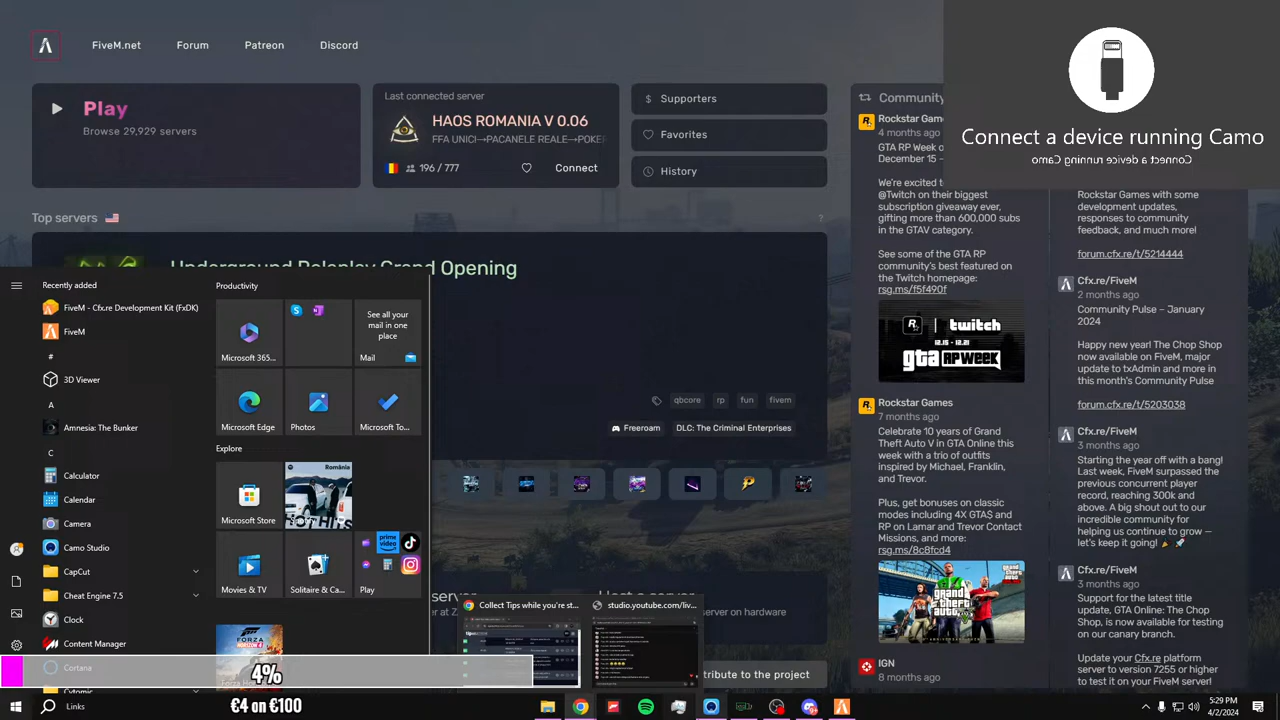 FiveM.net
Forum
Patreon
Discord
Play
Browse 29,929 servers
Last connected server
HAOS ROMANIA V 0.06
FFA UNICI→PACANELE REALE→POKE
196 / 777
Connect
$ Supporters
Favorites
History
Top servers
?
Underground Roleplay Grand Opening
qbcore
rp
fun
fivem
Freeroam
DLC: The Criminal Enterprises
Community
Rockstar Game
4 months ago
GTA RP Week o
December 15 –
We're excited t
@Twitch on their biggest
subscription giveaway ever,
gifting more than 600,000 subs
in the GTAV category.
See some of the GTA RP
community's best featured on
the Twitch homepage:
rsg.ms/f5f490f
twitch
12.15 - 12.21
gta RP WEEK
Rockstar Games
7 months ago
Celebrate 10 years of Grand
Theft Auto V in GTA Online this
week with a trio of outfits
inspired by Michael, Franklin,
and Trevor.
Plus, get bonuses on classic
modes including 4X GTA$ and
RP on Lamar and Trevor Contact
Missions, and more:
rsg.ms/8c8fcd4
IGN
8 months ago
Connect a device running Camo
Connect a device running Camo
Rockstar Games with some
development updates,
responses to community
feedback, and much more!
forum.cfx.re/t/5214444
Cfx.re/FiveM
2 months ago
Community Pulse – January
2024
Happy new year! The Chop Shop
now available on FiveM, major
update to txAdmin and more in
this month's Community Pulse
forum.cfx.re/t/5203038
Cfx.re/FiveM
3 months ago
Starting the year off with a bang!
Last week, FiveM surpassed the
previous concurrent player
record, reaching 300k and
above. A big shout out to our
incredible community for
helping us continue to grow —
let's keep it going! 🎉 🚀
Cfx.re/FiveM
3 months ago
Support for the latest title
update, GTA Online: The Chop
Shop, is now available for testing
on our canary branch.
Update your Cfx.re platform
server to version 7265 or higher
to test it on your FiveM server!
Recently added
FiveM - Cfx.re Development Kit (FxDK)
FiveM
#
3D Viewer
A
Amnesia: The Bunker
C
Calculator
Calendar
Camera
Camo Studio
CapCut
Cheat Engine 7.5
Clock
Content Manager
Cortana
Cytomic
Productivity
Microsoft 365...
See all your
mail in one
place
Mail
Microsoft Edge
Photos
Microsoft To...
Explore
Microsoft Store
România
Spotify
Movies & TV
Solitaire & Ca...
prime video
Play
FORZA
server
er at Z
server on hardware
tribute to the project
Collect Tips while you're st...
studio.youtube.com/liv...
4%
€4 on €100
Links
5:29 PM
4/2/2024